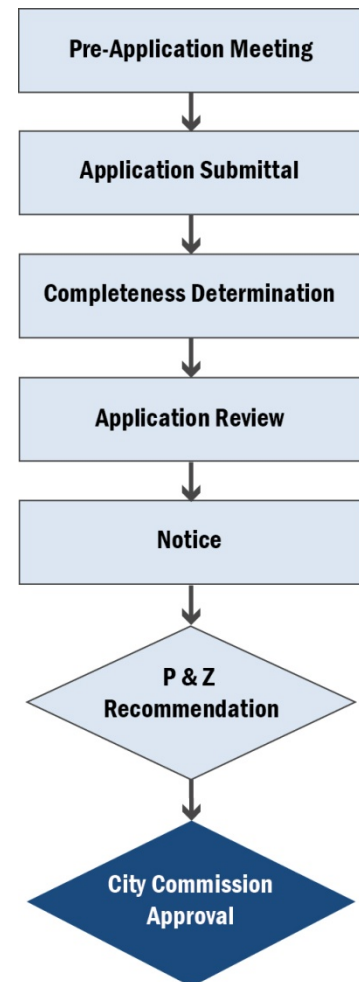 Pre-Application Meeting
Application Submittal
Completeness Determination
Application Review
Notice
P & Z
Recommendation
City Commission
Approval